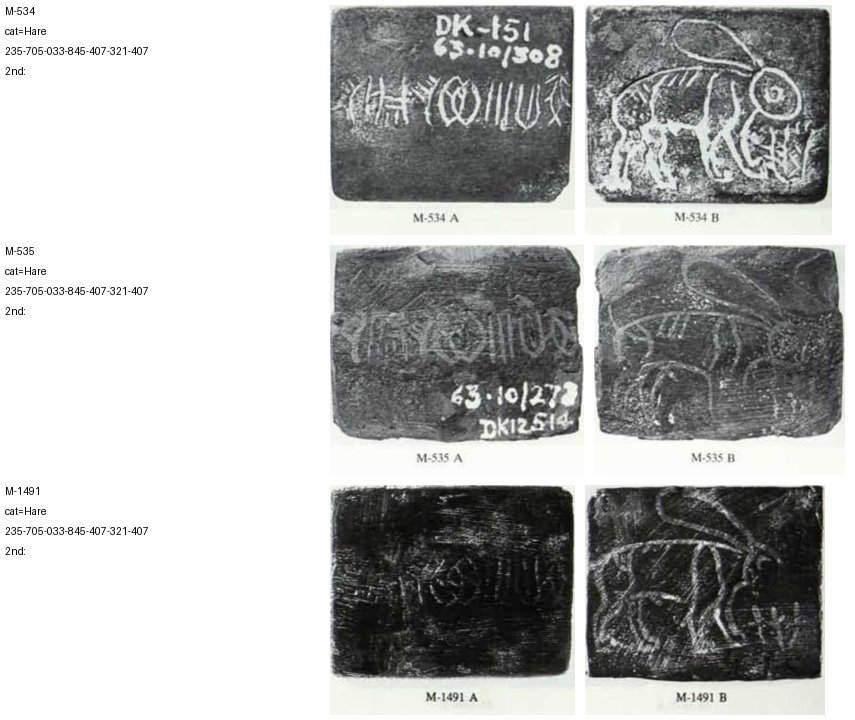 M-534
cat=Hare
235-705-033-845-407-321-407
2nd:
DK-151
63.10/308
M-534 A
M-534 B
M-535
cat=Hare
235-705-033-845-407-321-407
2nd:
63.10/273
DK12514
M-535 A
M-535 B
M-1491
cat=Hare
235-705-033-845-407-321-407
2nd:
M-1491 A
M-1491 B